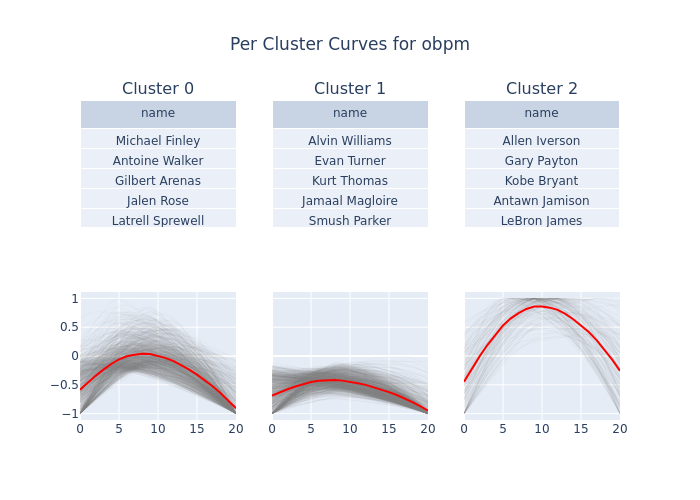 Per Cluster Curves for obpm
Cluster 0
Cluster 1
Cluster 2
name
name
name
Michael Finley
Alvin Williams
Allen Iverson
Antoine Walker
Evan Turner
Gary Payton
Gilbert Arenas
Kurt Thomas
Kobe Bryant
Jalen Rose
Jamaal Magloire
Antawn Jamison
Latrell Sprewell
Smush Parker
LeBron James
1
0.5
0
−0.5
−1
0
5
10
15
20
0
5
10
15
20
0
5
10
15
20